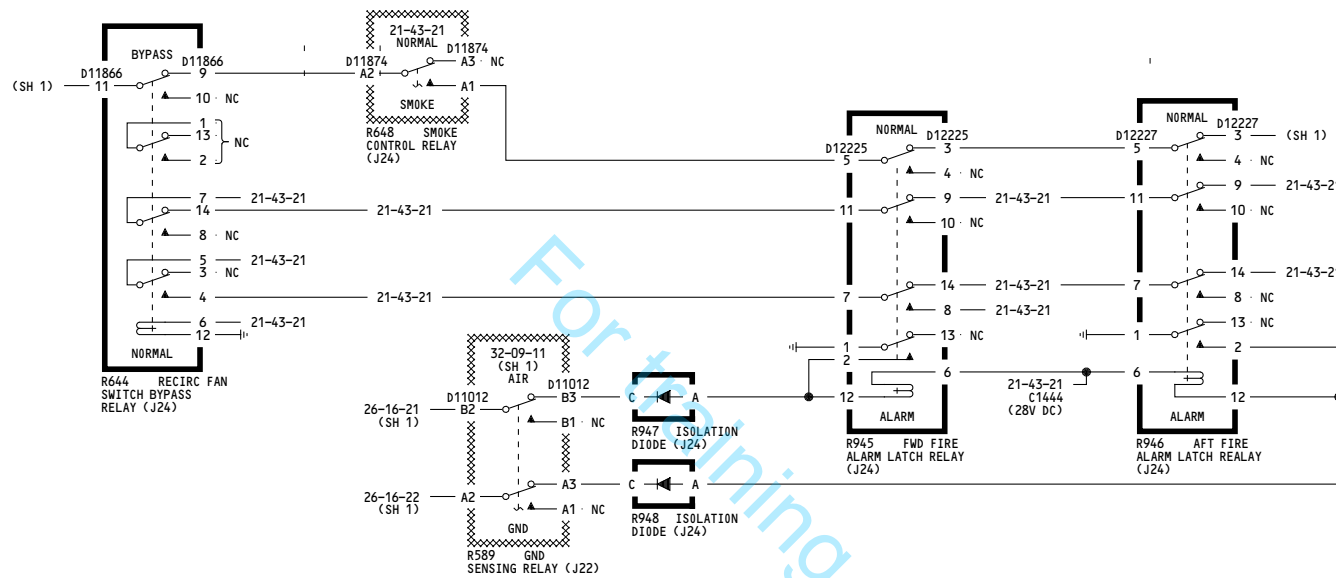 BYPASS
D11866
D11866
(SH 1)
11
9
10 NC
1
13
NC
2
7 21-43-21
14
8 NC
5 21-43-21
3 NC
4
6 21-43-21
12
NORMAL
R644 RECIRC FAN
SWITCH BYPASS
RELAY (J24)
21-43-21
21-43-21
21-43-21
NORMAL
D11874
D11874
A2
A3 NC
A1
SMOKE
R648 SMOKE
CONTROL RELAY
(J24)
32-09-11
(SH 1)
AIR
D11012
D11012
26-16-21
(SH 1)
B2
B3
B1 NC
26-16-22
(SH 1)
A2
A3
A1 NC
GND
R589 GND
SENSING RELAY (J22)
C A
R947 ISOLATION
DIODE (J24)
C A
R948 ISOLATION
DIODE (J24)
NORMAL
D12225
D12225
5
3
4 NC
11
9 21-43-21
10 NC
7
14 21-43-21
8 21-43-21
1
13 NC
2
6
12
ALARM
R945 FWD FIRE
ALARM LATCH RELAY
(J24)
21-43-21
C1444
(28V DC)
NORMAL
D12227
D12227
5
3 (SH 1)
4 NC
11
9 21-43-21
10 NC
7
14 21-43-21
8 NC
1
13 NC
2
6
12
ALARM
R946 AFT FIRE
ALARM LATCH REALAY
(J24)
For training